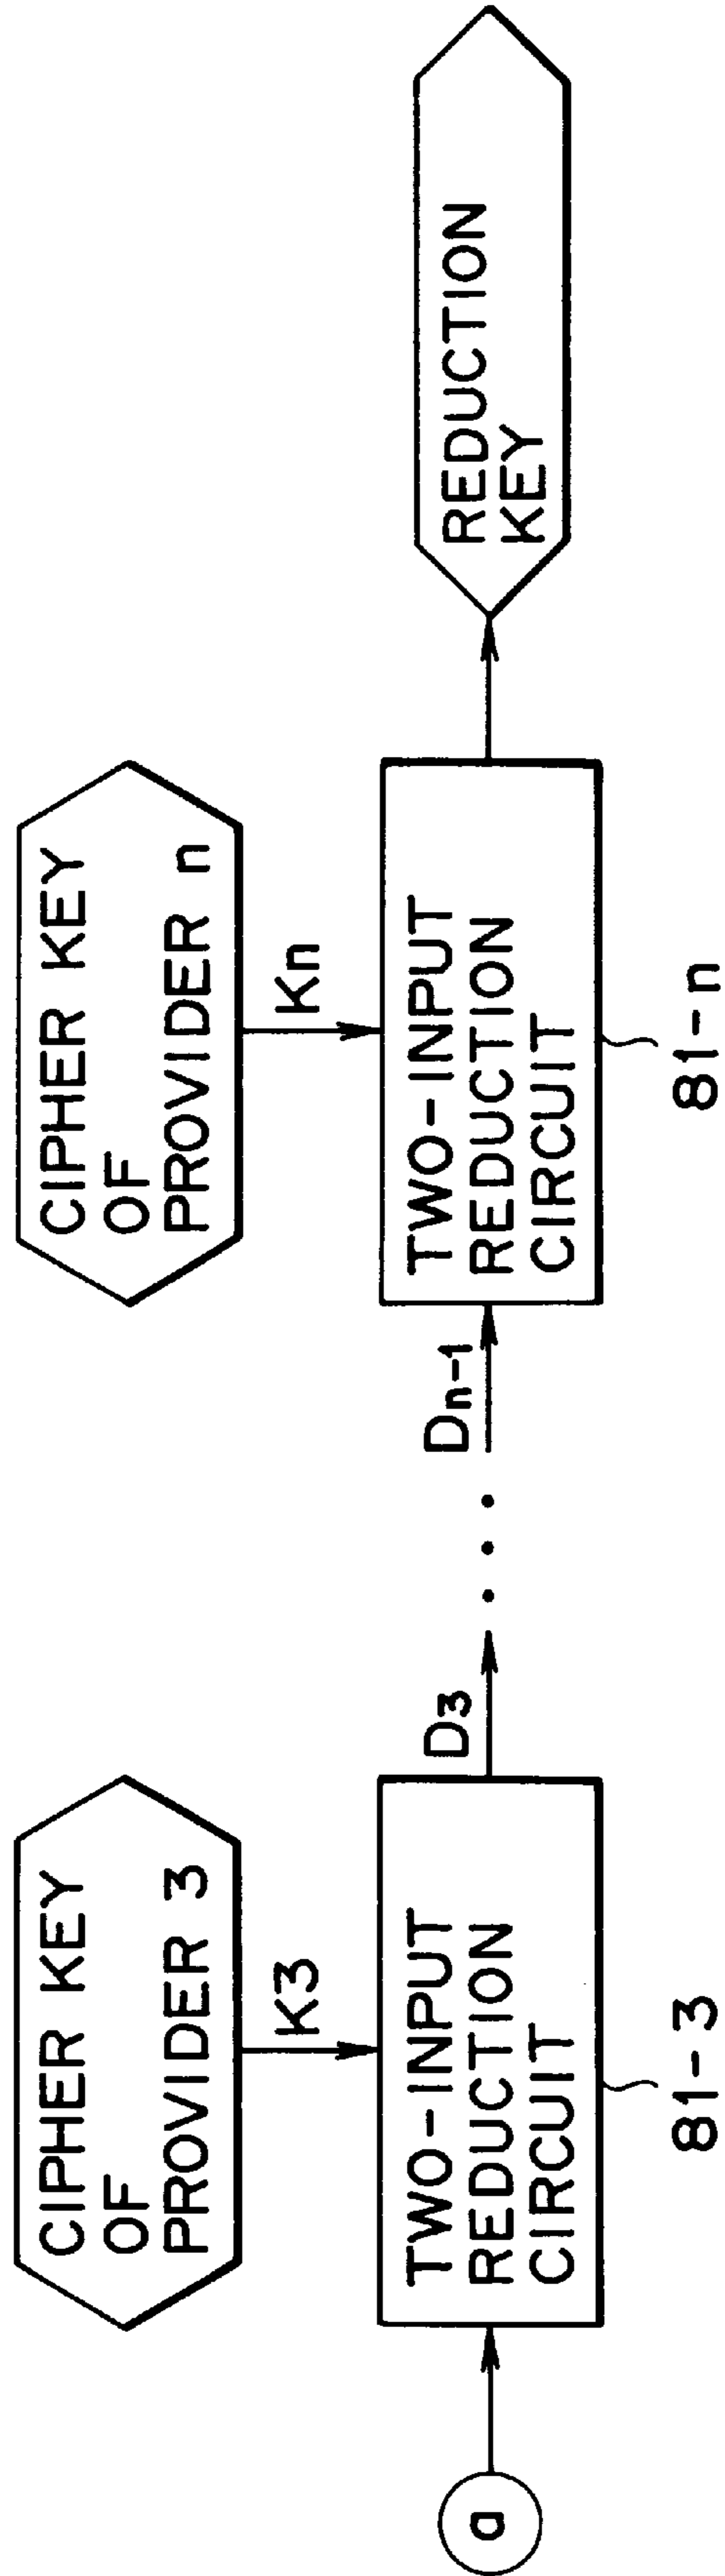 CIPHER KEY
OF
PROVIDER 3
K3
a
TWO-INPUT
REDUCTION
CIRCUIT
81-3
D3
. . .
Dn-1
CIPHER KEY
OF
PROVIDER n
Kn
TWO-INPUT
REDUCTION
CIRCUIT
81-n
REDUCTION
KEY